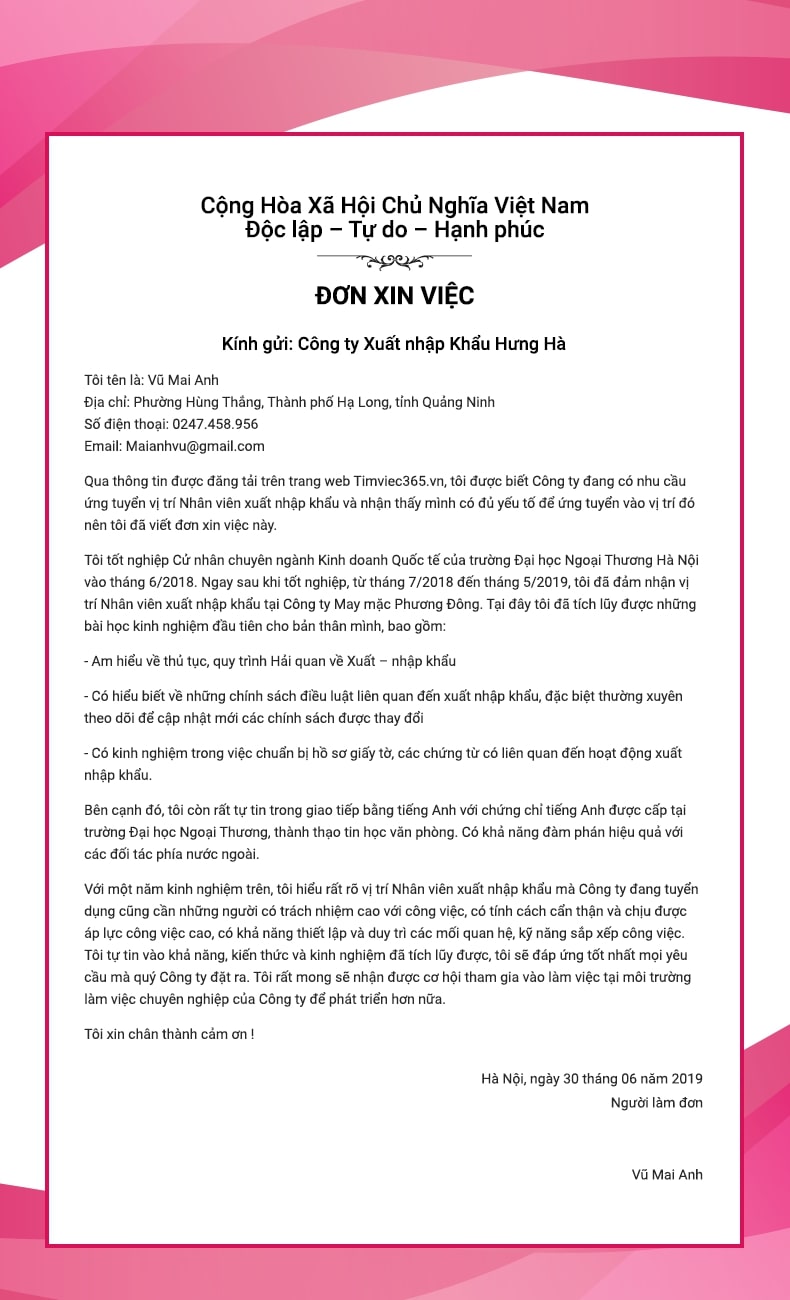 Cộng Hòa Xã Hội Chủ Nghĩa Việt Nam
Độc lập – Tự do – Hạnh phúc
ĐƠN XIN VIỆC
Kính gửi: Công ty Xuất nhập Khẩu Hưng Hà
Tôi tên là: Vũ Mai Anh
Địa chỉ: Phường Hùng Thắng, Thành phố Hạ Long, tỉnh Quảng Ninh
Số điện thoại: 0247.458.956
Email: Maianhvu@gmail.com
Qua thông tin được đăng tải trên trang web Timviec365.vn, tôi được biết Công ty đang có nhu cầu
ứng tuyển vị trí Nhân viên xuất nhập khẩu và nhận thấy mình có đủ yếu tố để ứng tuyển vào vị trí đó
nên tôi đã viết đơn xin việc này.
Tôi tốt nghiệp Cử nhân chuyên ngành Kinh doanh Quốc tế của trường Đại học Ngoại Thương Hà Nội
vào tháng 6/2018. Ngay sau khi tốt nghiệp, từ tháng 7/2018 đến tháng 5/2019, tôi đã đảm nhận vị
trí Nhân viên xuất nhập khẩu tại Công ty May mặc Phương Đông. Tại đây tôi đã tích lũy được những
bài học kinh nghiệm đầu tiên cho bản thân mình, bao gồm:
- Am hiểu về thủ tục, quy trình Hải quan về Xuất – nhập khẩu
- Có hiểu biết về những chính sách điều luật liên quan đến xuất nhập khẩu, đặc biệt thường xuyên
theo dõi để cập nhật mới các chính sách được thay đổi
- Có kinh nghiệm trong việc chuẩn bị hồ sơ giấy tờ, các chứng từ có liên quan đến hoạt động xuất
nhập khẩu.
Bên cạnh đó, tôi còn rất tự tin trong giao tiếp bằng tiếng Anh với chứng chỉ tiếng Anh được cấp tại
trường Đại học Ngoại Thương, thành thạo tin học văn phòng. Có khả năng đàm phán hiệu quả với
các đối tác phía nước ngoài.
Với một năm kinh nghiệm trên, tôi hiểu rất rõ vị trí Nhân viên xuất nhập khẩu mà Công ty đang tuyển
dụng cũng cần những người có trách nhiệm cao với công việc, có tính cách cẩn thận và chịu được
áp lực công việc cao, có khả năng thiết lập và duy trì các mối quan hệ, kỹ năng sắp xếp công việc.
Tôi tự tin vào khả năng, kiến thức và kinh nghiệm đã tích lũy được, tôi sẽ đáp ứng tốt nhất mọi yêu
cầu mà quý Công ty đặt ra. Tôi rất mong sẽ nhận được cơ hội tham gia vào làm việc tại môi trường
làm việc chuyên nghiệp của Công ty để phát triển hơn nữa.
Tôi xin chân thành cảm ơn !
Hà Nội, ngày 30 tháng 06 năm 2019
Người làm đơn
Vũ Mai Anh